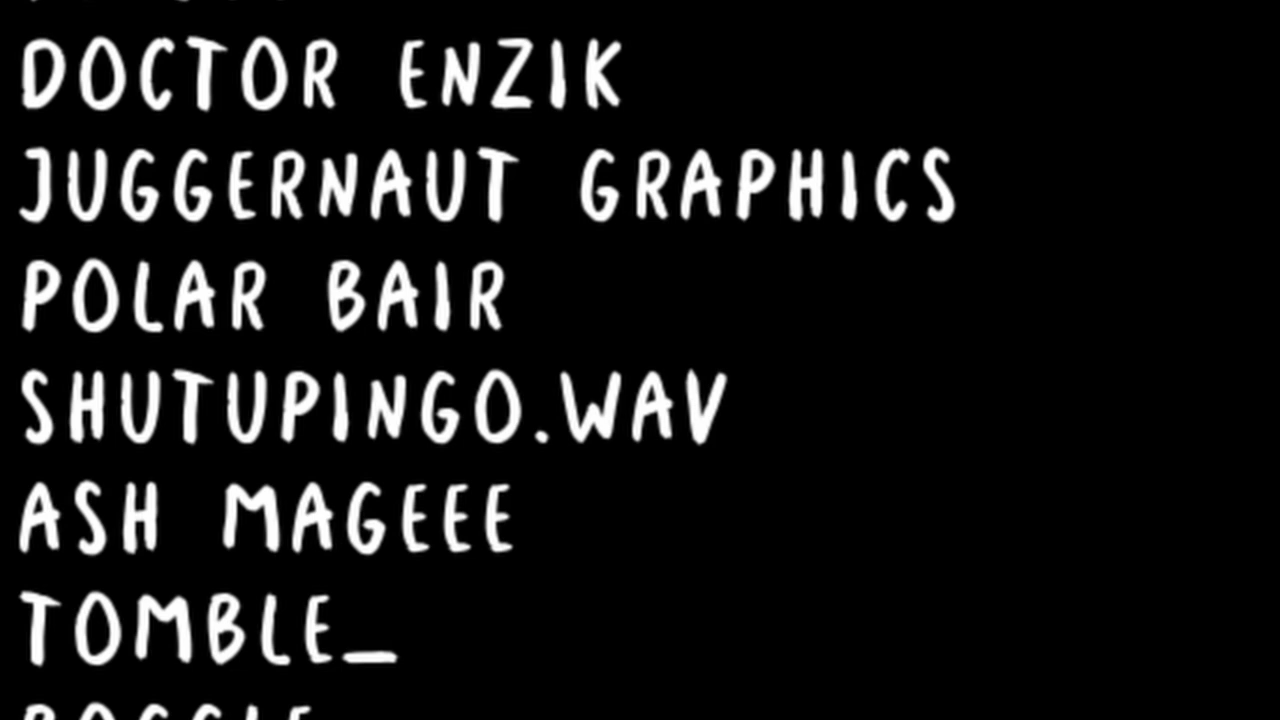 DOCTOR ENZIK
JUGGERNAUT GRAPHICS
POLAR BAIR
SHUTUPINGO.WAV
ASH MAGEEE
TOMBLE_